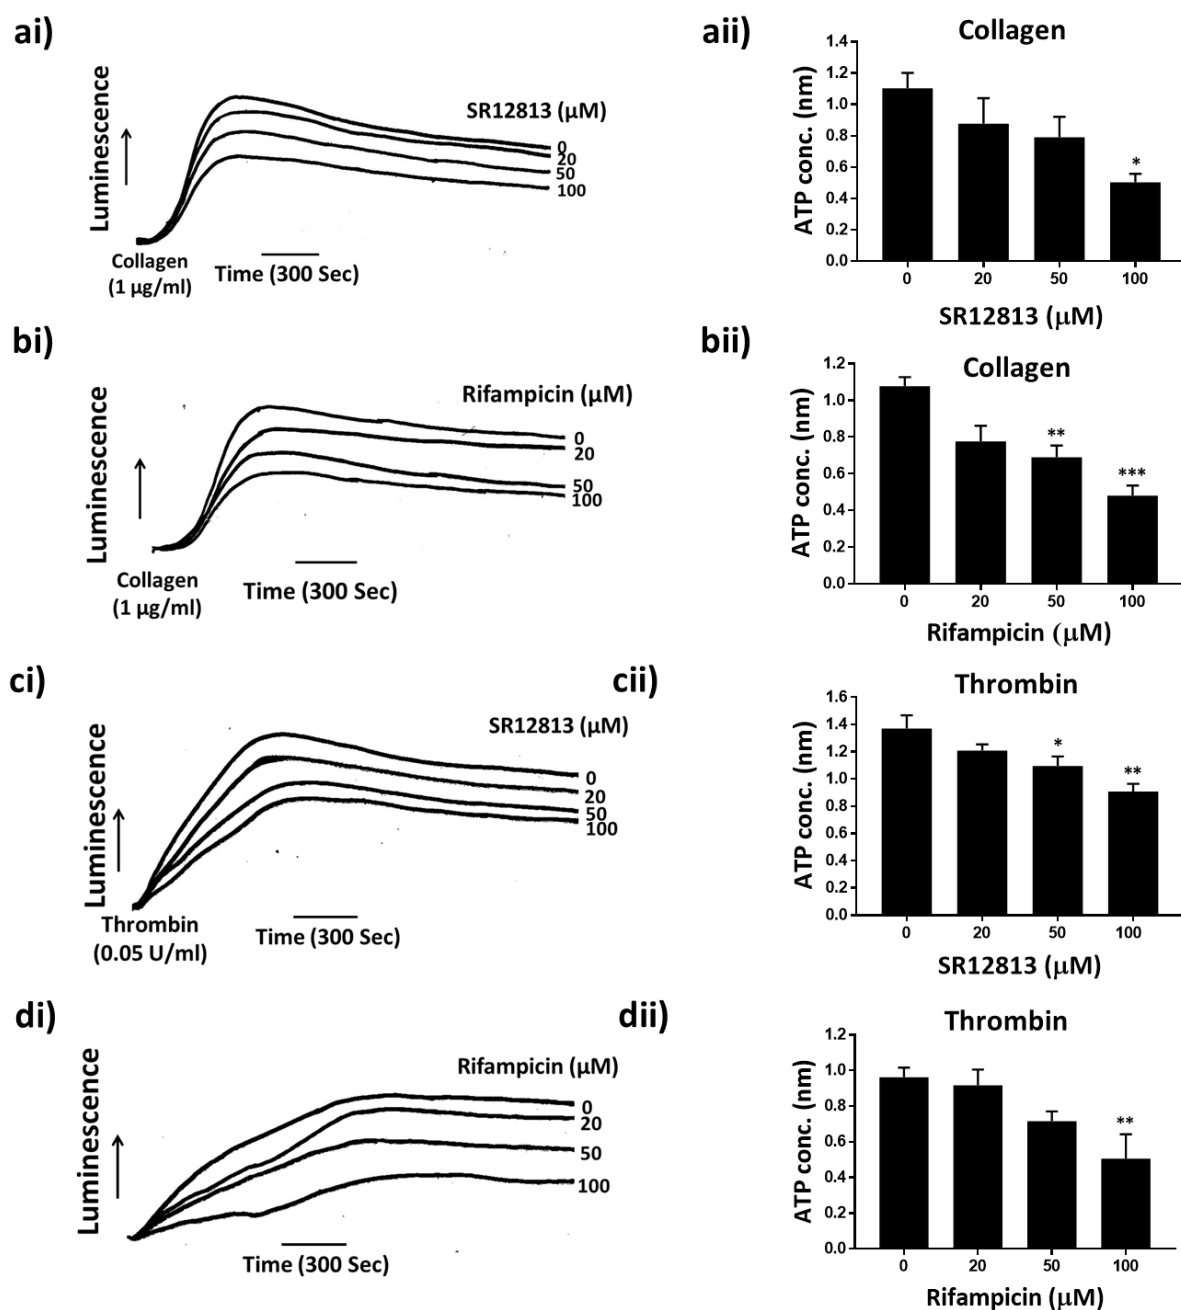 ai)
Luminescence
SR12813 (µM)
0
20
50
100
Collagen
(1 µg/ml)
Time (300 Sec)
aii)
Collagen
ATP conc. (nm)
1.4
1.2
1.0
0.8
0.6
0.4
0.2
0.0
*
0 20 50 100
SR12813 (µM)
bi)
Luminescence
Rifampicin (µM)
0
20
50
100
Collagen
(1 µg/ml)
Time (300 Sec)
bii)
Collagen
ATP conc. (nm)
1.2
1.0
0.8
0.6
0.4
0.2
0.0
**
***
0 20 50 100
Rifampicin (µM)
ci)
Luminescence
SR12813 (µM)
0
20
50
100
Thrombin
(0.05 U/ml)
Time (300 Sec)
cii)
Thrombin
ATP conc. (nm)
1.6
1.4
1.2
1.0
0.8
0.6
0.4
0.2
0.0
*
**
0 20 50 100
SR12813 (µM)
di)
Luminescence
Rifampicin (µM)
0
20
50
100
Time (300 Sec)
dii)
Thrombin
ATP conc. (nm)
1.2
1.0
0.8
0.6
0.4
0.2
0.0
**
0 20 50 100
Rifampicin (µM)